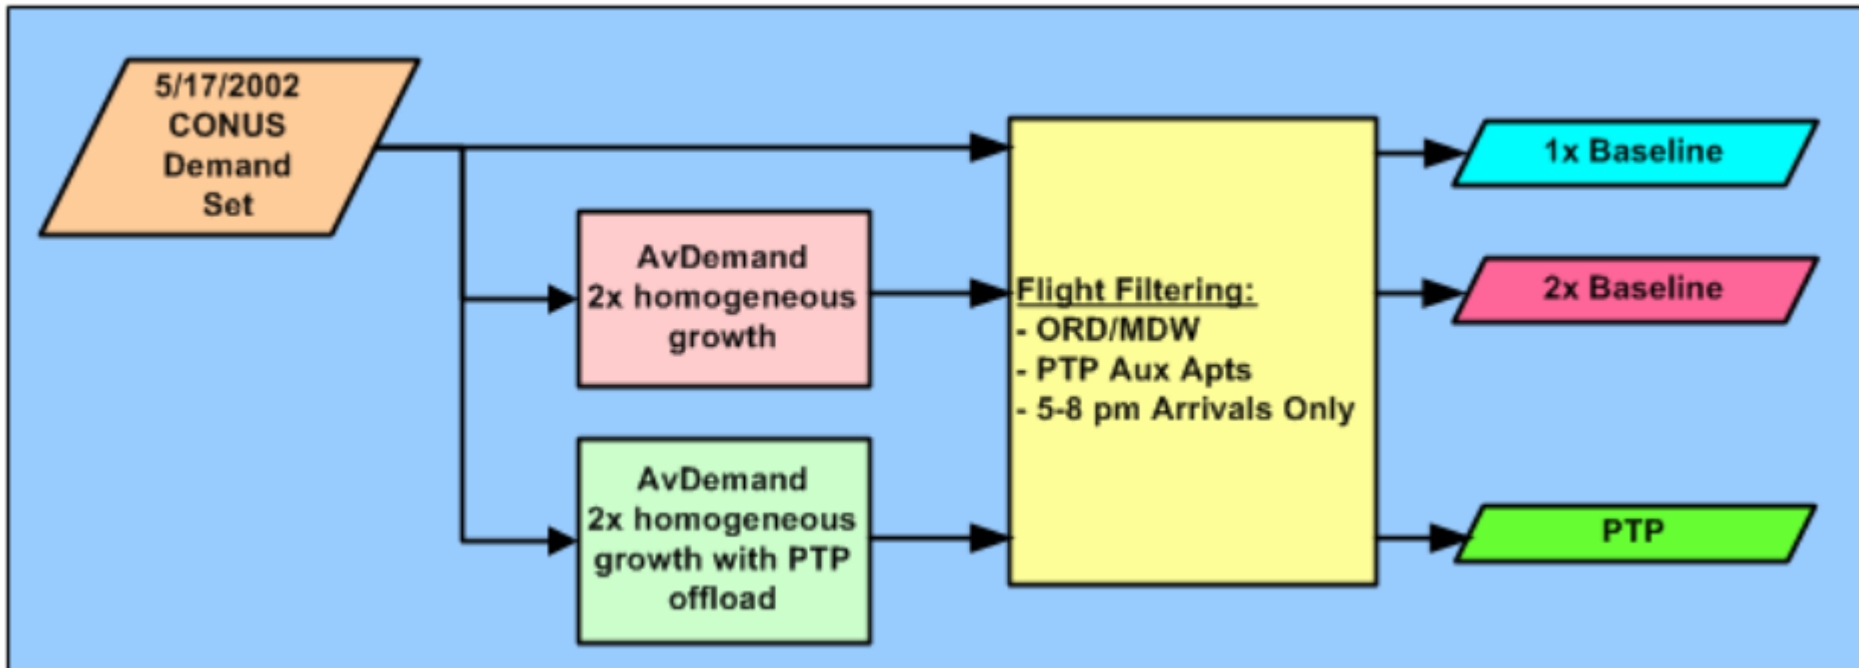 5/17/2002
CONUS
Demand
Set
AvDemand
2x homogeneous
growth
AvDemand
2x homogeneous
growth with PTP
offload
Flight Filtering:
- ORD/MDW
- PTP Aux Apts
- 5-8 pm Arrivals Only
1x Baseline
2x Baseline
PTP